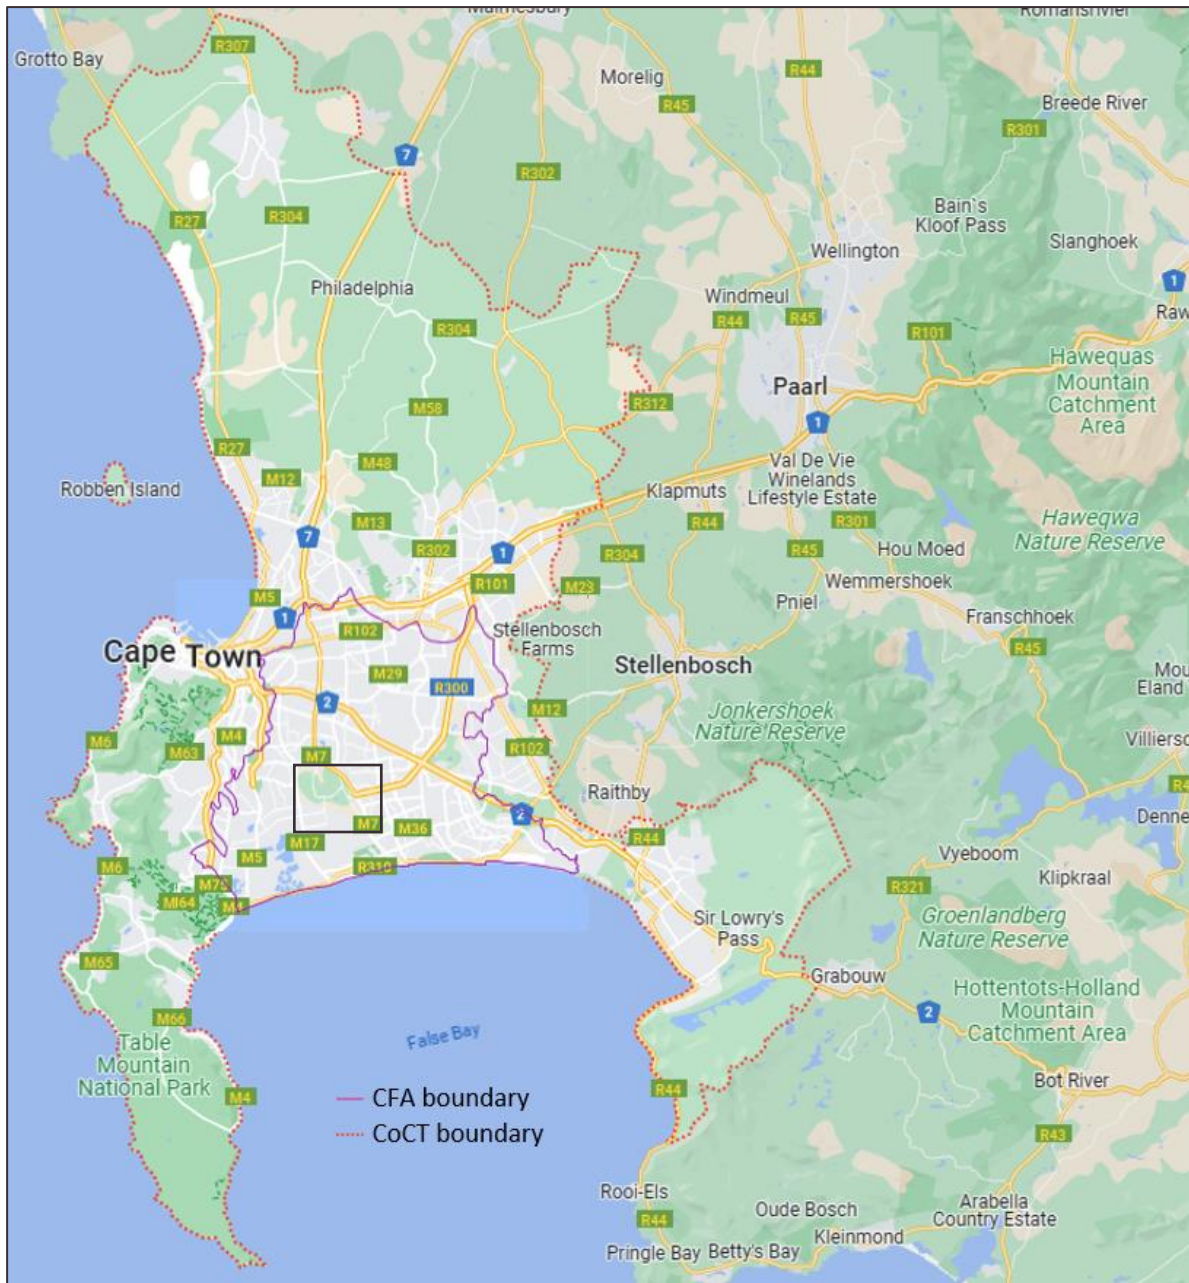 Malmesbury
Romansrivier
R307
Grotto Bay
R44
Morelig
R45
Breede River
R301
7
R302
Bain's
Kloof Pass
R27
R304
Slanghoek
Wellington
1
Philadelphia
Windmeul
R44
R45
R304
R101
Hawequas
Mountain
Catchment
Area
Paarl
M58
R312
1
R27
M48
M12
Val De Vie
Winelands
Lifestyle Estate
Robben Island
Klapmuts
M13
R44
R301
Haweqwa
Nature Reserve
7
R302
1
R304
R45
Hou Moed
R101
M23
Wemmershoek
M5
Pniel
Franschhoek
1
R102
Stellenbosch
Farms
R45
Cape Town
Stellenbosch
M29
R300
2
M12
Jonkershoek
Nature Reserve
M6
M63
M4
R102
M7
Raithby
2
M7
M36
M17
R44
M5
Vyeboom
M6
R310
Klipkraal
R321
M4
Sir Lowry's
Pass
Groenlandberg
Nature Reserve
M65
Grabouw
Hottentots-Holland
Mountain
Catchment Area
2
M66
Table
Mountain
National Park
False Bay
Bot River
M4
CFA boundary
R44
CoCT boundary
R43
Rooi-Els
Oude Bosch
Arabella
Country Estate
R44
Kleinmond
Pringle Bay
Betty's Bay